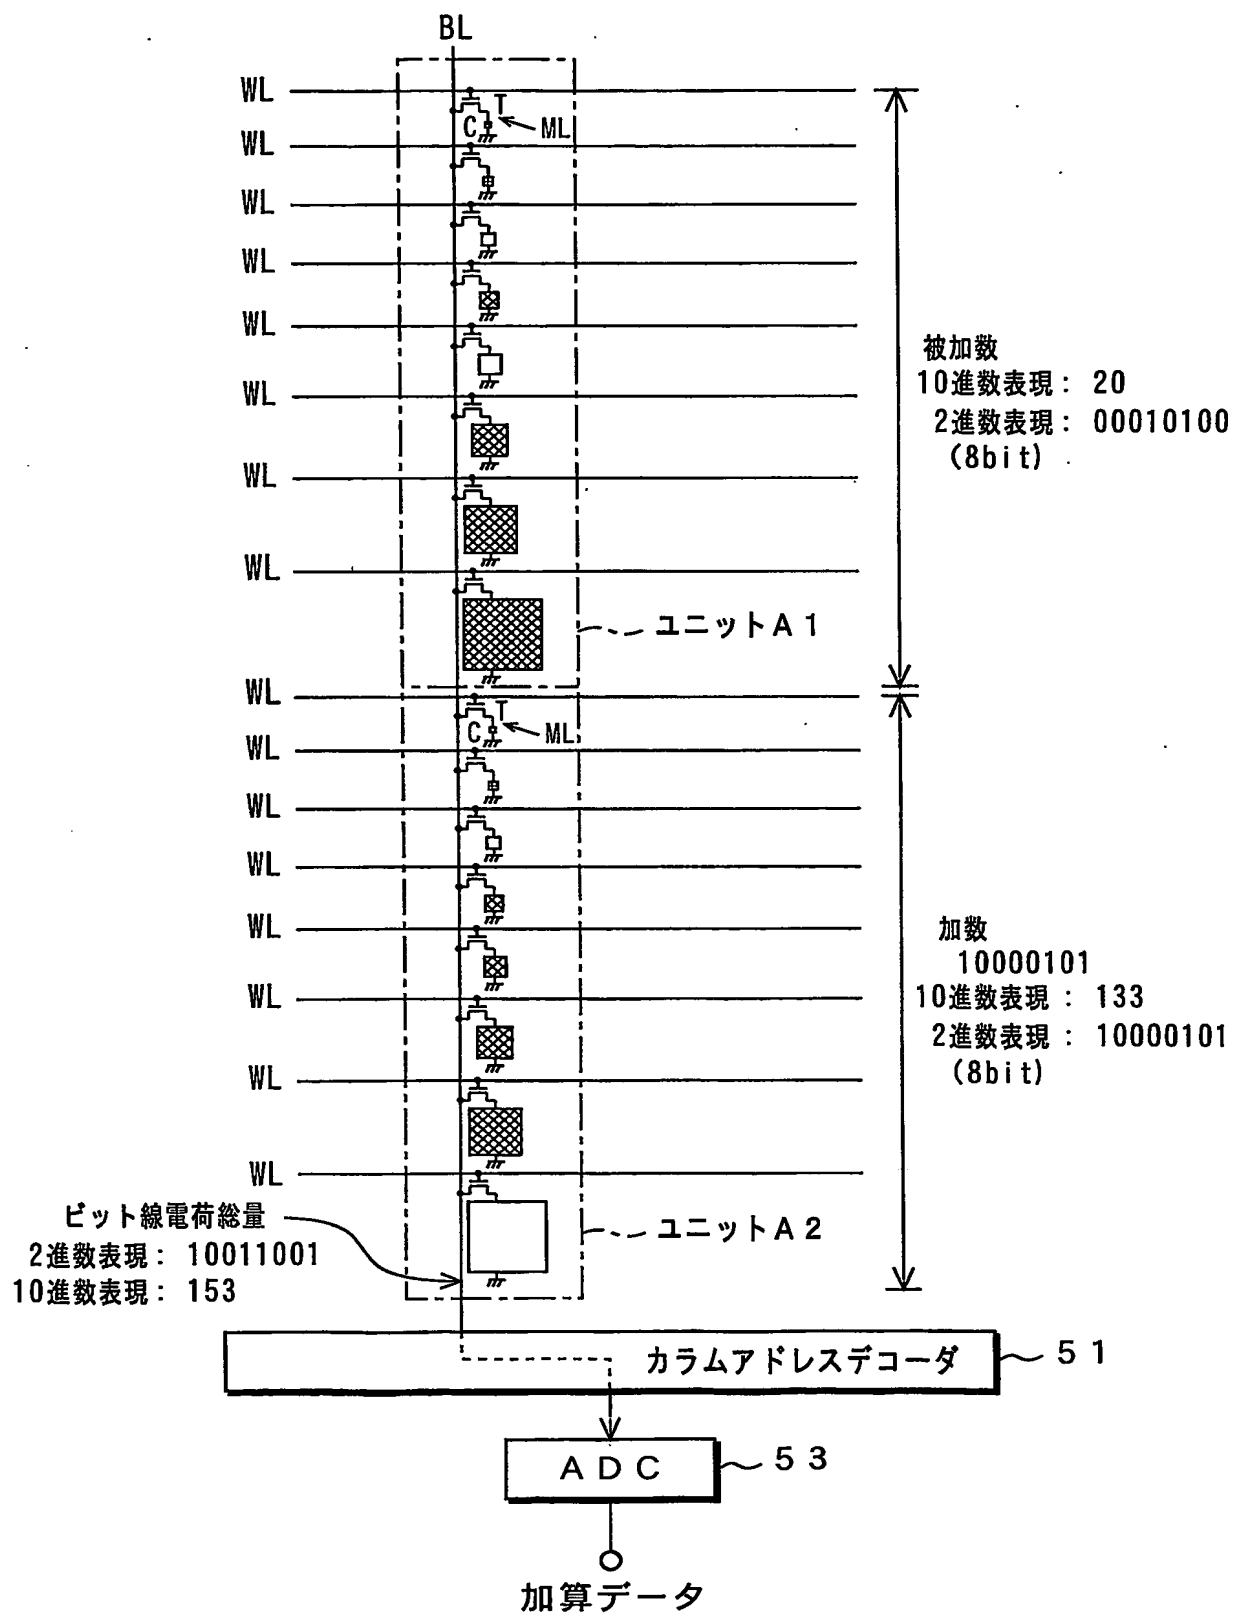 BL
WL
T
C
ML
WL
WL
WL
WL
被加数
10進数表現： 20
2進数表現： 00010100
(8bit)
WL
WL
WL
ユニットA1
WL
T
C
ML
WL
WL
WL
WL
加数
10000101
10進数表現： 133
2進数表現： 10000101
(8bit)
WL
WL
WL
ビット線電荷総量
2進数表現： 10011001
10進数表現： 153
ユニットA2
カラムアドレスデコーダ
51
ADC
53
加算データ